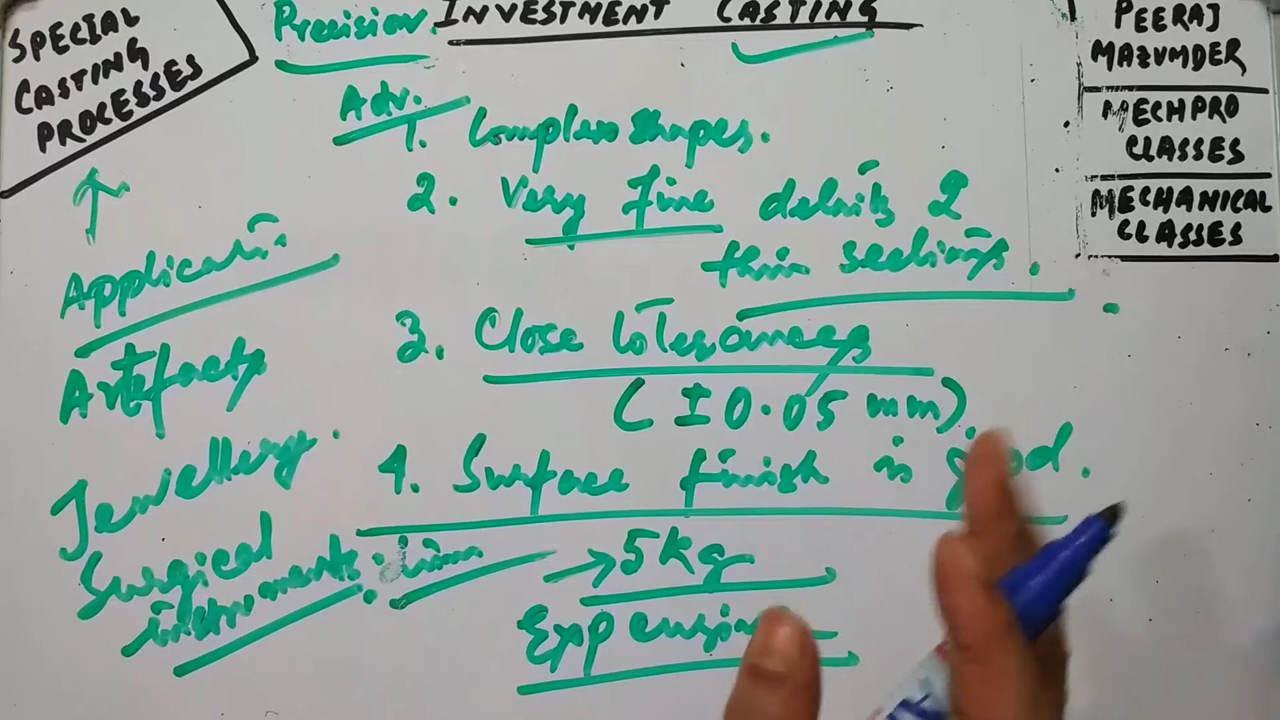 SPECIAL
CASTING
PROCESSES
Precision INVESTMENT CASTING
PEERAJ
MAZUMDER
MECHPRO
CLASSES
MECHANICAL
CLASSES
Adv.
1. Complex shapes.
2. Very fine details &
thin sections.
3. Close tolerances
(±0.05 mm).
4. Surface finish is good.
Application
Artefacts
Jewellery.
Surgical
instruments.
Lim
→ 5kg
Expensive